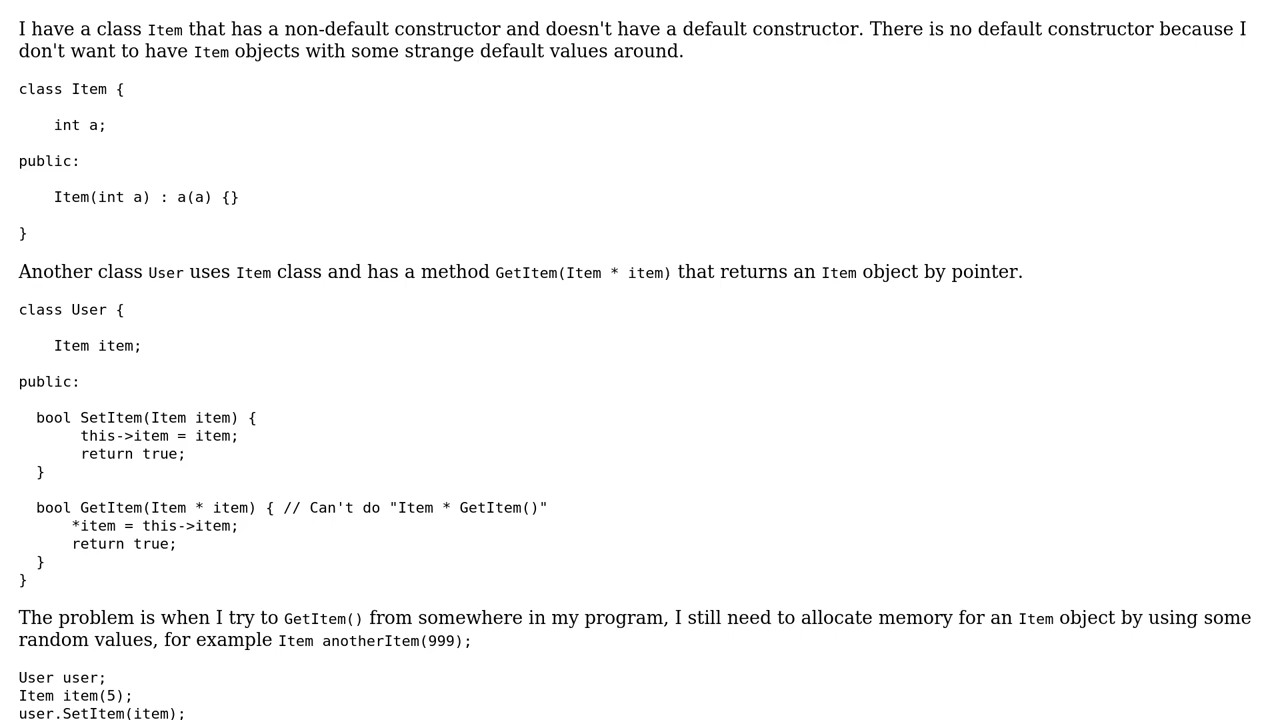 I have a class Item that has a non-default constructor and doesn't have a default constructor. There is no default constructor because I
don't want to have Item objects with some strange default values around.
class Item {
    int a;
public:
    Item(int a) : a(a) {}
}
Another class User uses Item class and has a method GetItem(Item * item) that returns an Item object by pointer.
class User {
    Item item;
public:
  bool SetItem(Item item) {
       this->item = item;
       return true;
  }
  bool GetItem(Item * item) { // Can't do "Item * GetItem()"
      *item = this->item;
      return true;
  }
}
The problem is when I try to GetItem() from somewhere in my program, I still need to allocate memory for an Item object by using some
random values, for example Item anotherItem(999);
User user;
Item item(5);
user.SetItem(item);